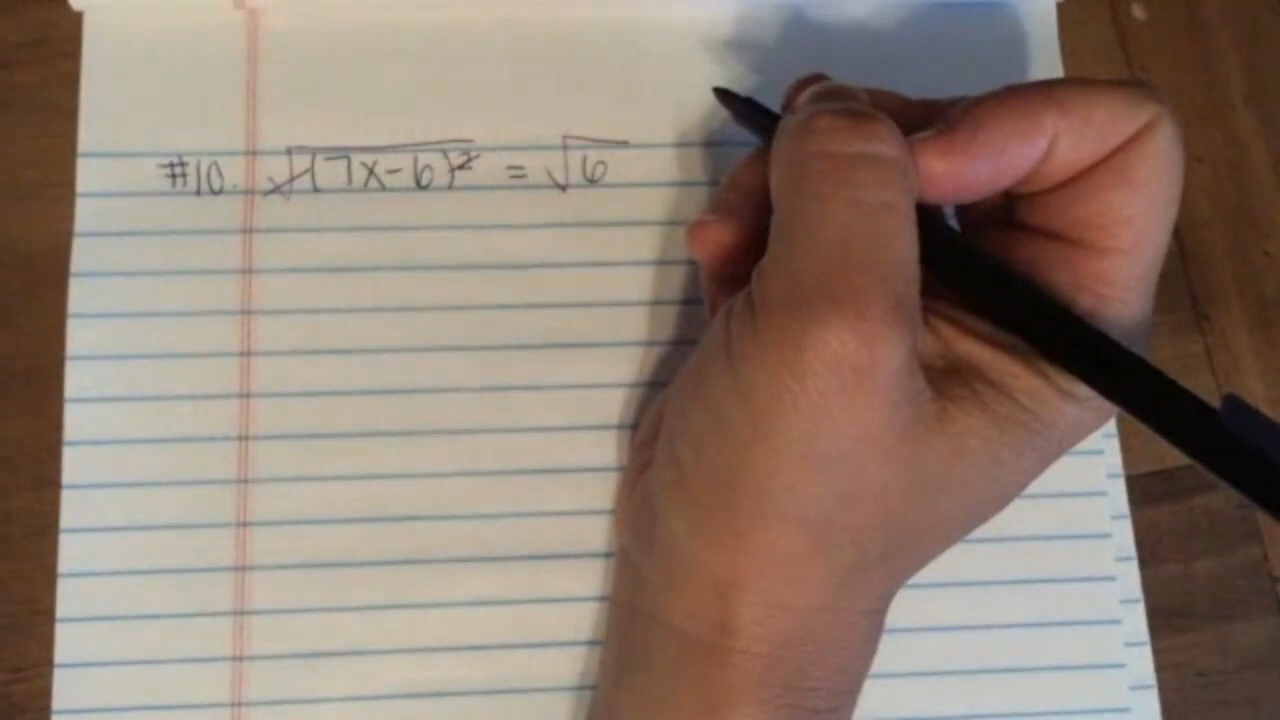 #10. √(7x-6)² = √6